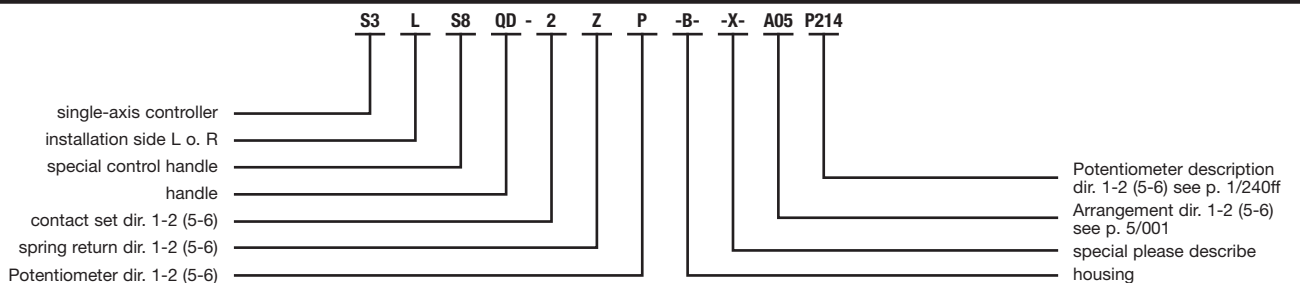 S3 L S8 QD - 2 Z P -B- -X- A05 P214
single-axis controller
installation side L o. R
special control handle
handle
contact set dir. 1-2 (5-6)
spring return dir. 1-2 (5-6)
Potentiometer dir. 1-2 (5-6)
Potentiometer description
dir. 1-2 (5-6) see p. 1/240ff
Arrangement dir. 1-2 (5-6)
see p. 5/001
special please describe
housing